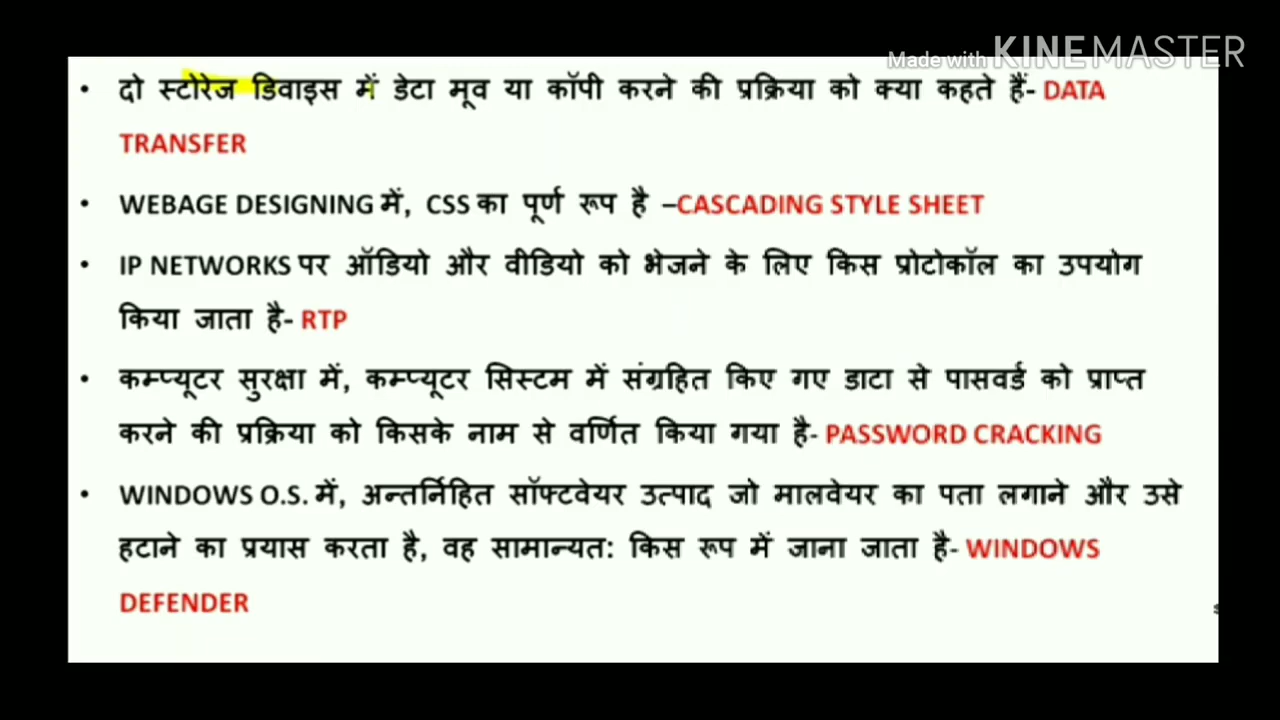 Made with KINEMASTER
• दो स्टोरेज डिवाइस में डेटा मूव या कॉपी करने की प्रक्रिया को क्या कहते हैं- DATA
TRANSFER
• WEBAGE DESIGNING में, CSS का पूर्ण रूप है –CASCADING STYLE SHEET
• IP NETWORKS पर ऑडियो और वीडियो को भेजने के लिए किस प्रोटोकॉल का उपयोग
किया जाता है- RTP
• कम्प्यूटर सुरक्षा में, कम्प्यूटर सिस्टम में संग्रहित किए गए डाटा से पासवर्ड को प्राप्त
करने की प्रक्रिया को किसके नाम से वर्णित किया गया है- PASSWORD CRACKING
• WINDOWS O.S. में, अन्तर्निहित सॉफ्टवेयर उत्पाद जो मालवेयर का पता लगाने और उसे
हटाने का प्रयास करता है, वह सामान्यत: किस रूप में जाना जाता है- WINDOWS
DEFENDER